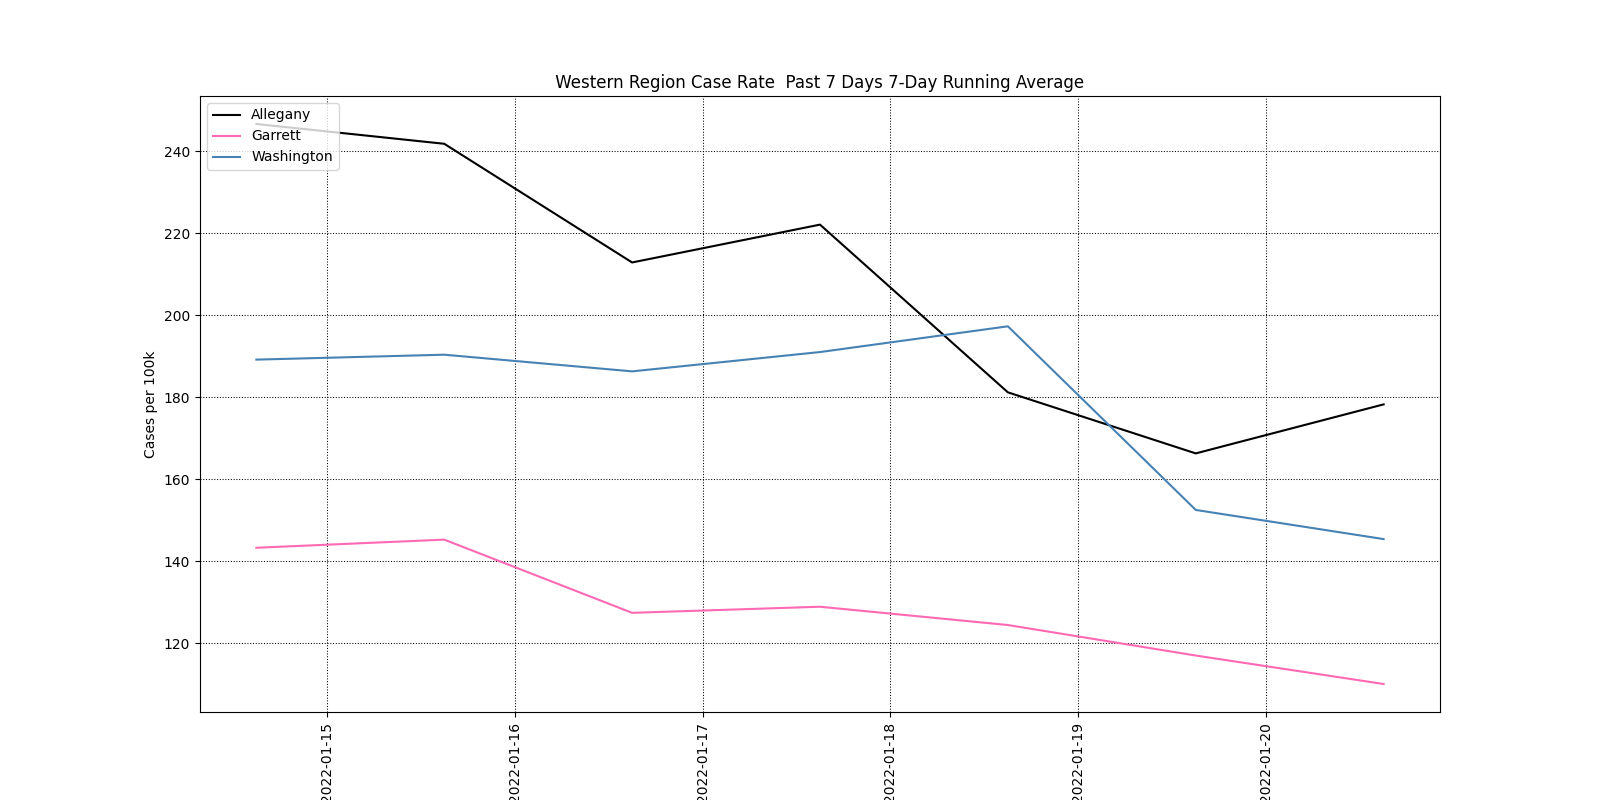 Western Region Case Rate  Past 7 Days 7-Day Running Average
Allegany
Garrett
Washington
240
220
200
180
160
140
120
Cases per 100k
2022-01-15
2022-01-16
2022-01-17
2022-01-18
2022-01-19
2022-01-20